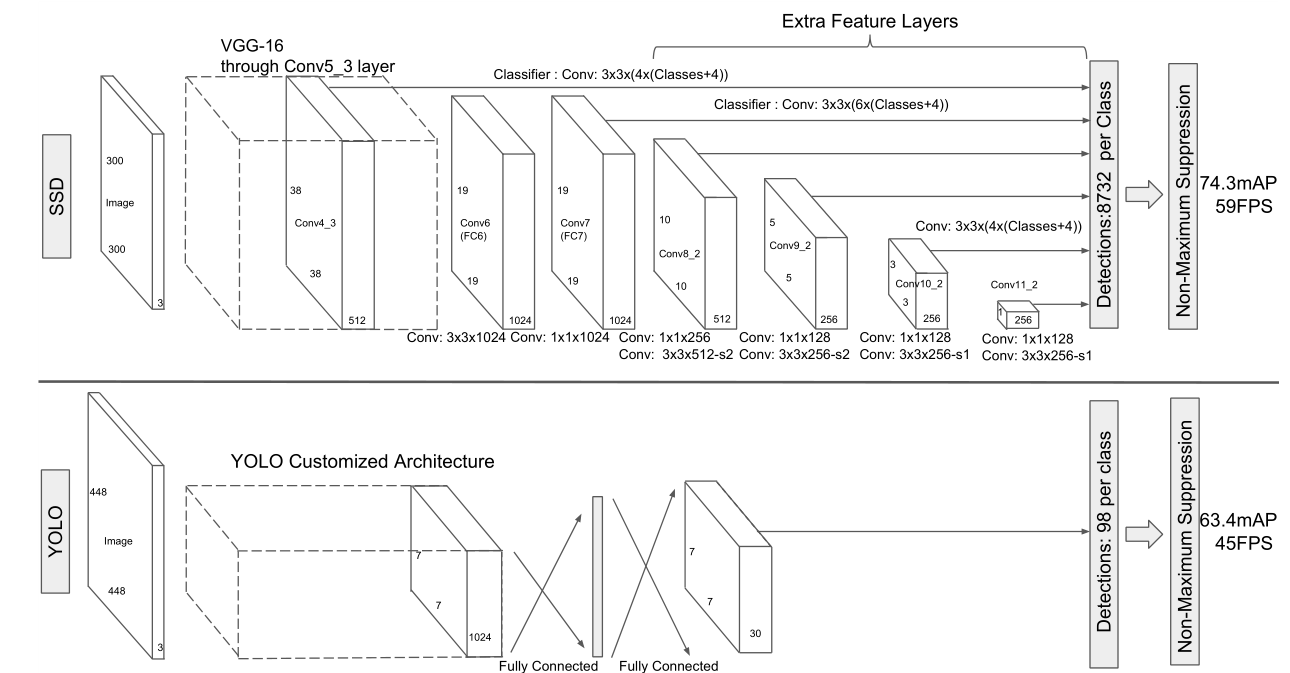 Extra Feature Layers
VGG-16
through Conv5_3 layer
Classifier : Conv: 3x3x(4x(Classes+4))
Classifier : Conv: 3x3x(6x(Classes+4))
SSD
300
Image
300
3
38
Conv4_3
38
512
19
Conv6
(FC6)
19
1024
19
Conv7
(FC7)
19
1024
10
Conv8_2
10
512
5
Conv9_2
5
256
Conv: 3x3x(4x(Classes+4))
3
Conv10_2
3
256
Conv11_2
1
256
Conv: 3x3x1024
Conv: 1x1x1024
Conv: 1x1x256
Conv: 3x3x512-s2
Conv: 1x1x128
Conv: 3x3x256-s2
Conv: 1x1x128
Conv: 3x3x256-s1
Conv: 1x1x128
Conv: 3x3x256-s1
Detections:8732 per Class
Non-Maximum Suppression
74.3mAP
59FPS
YOLO
448
Image
448
3
YOLO Customized Architecture
7
7
1024
Fully Connected
Fully Connected
7
7
30
Detections: 98 per class
Non-Maximum Suppression
63.4mAP
45FPS